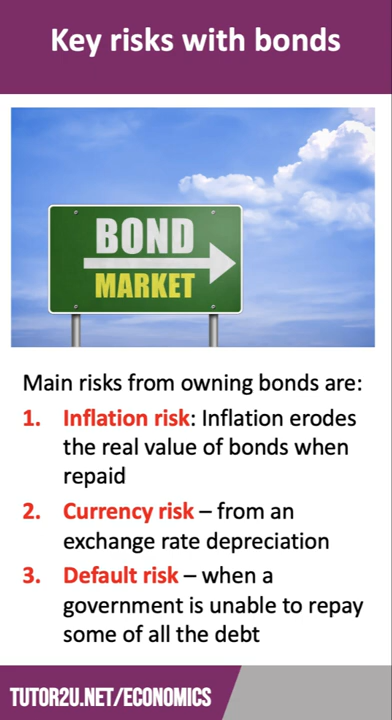 Key risks with bonds
BOND
MARKET
Main risks from owning bonds are:
1. Inflation risk: Inflation erodes
the real value of bonds when
repaid
2. Currency risk – from an
exchange rate depreciation
3. Default risk – when a
government is unable to repay
some of all the debt
TUTOR2U.NET/ECONOMICS